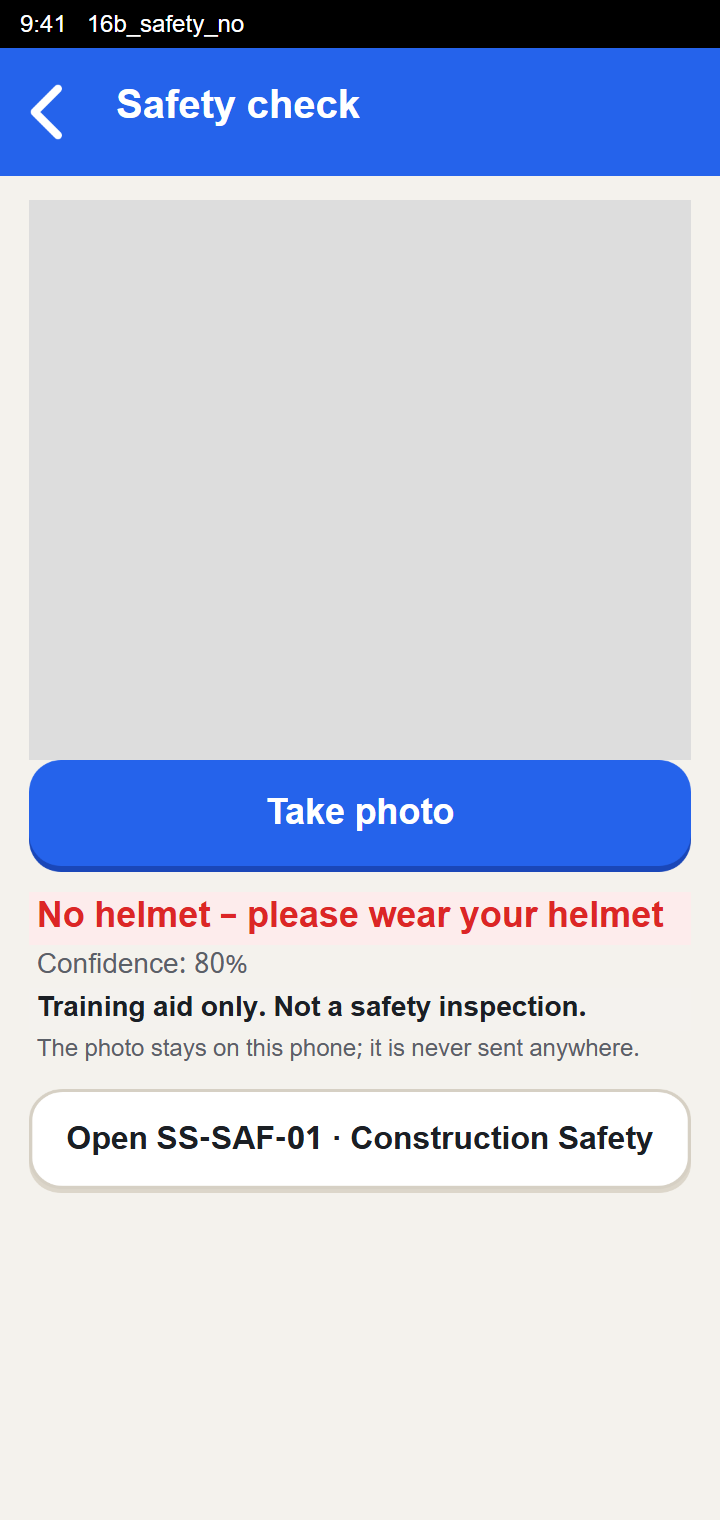 9:41 16b_safety_no
Safety check
Take photo
No helmet – please wear your helmet
Confidence: 80%
Training aid only. Not a safety inspection.
The photo stays on this phone; it is never sent anywhere.
Open SS-SAF-01 · Construction Safety